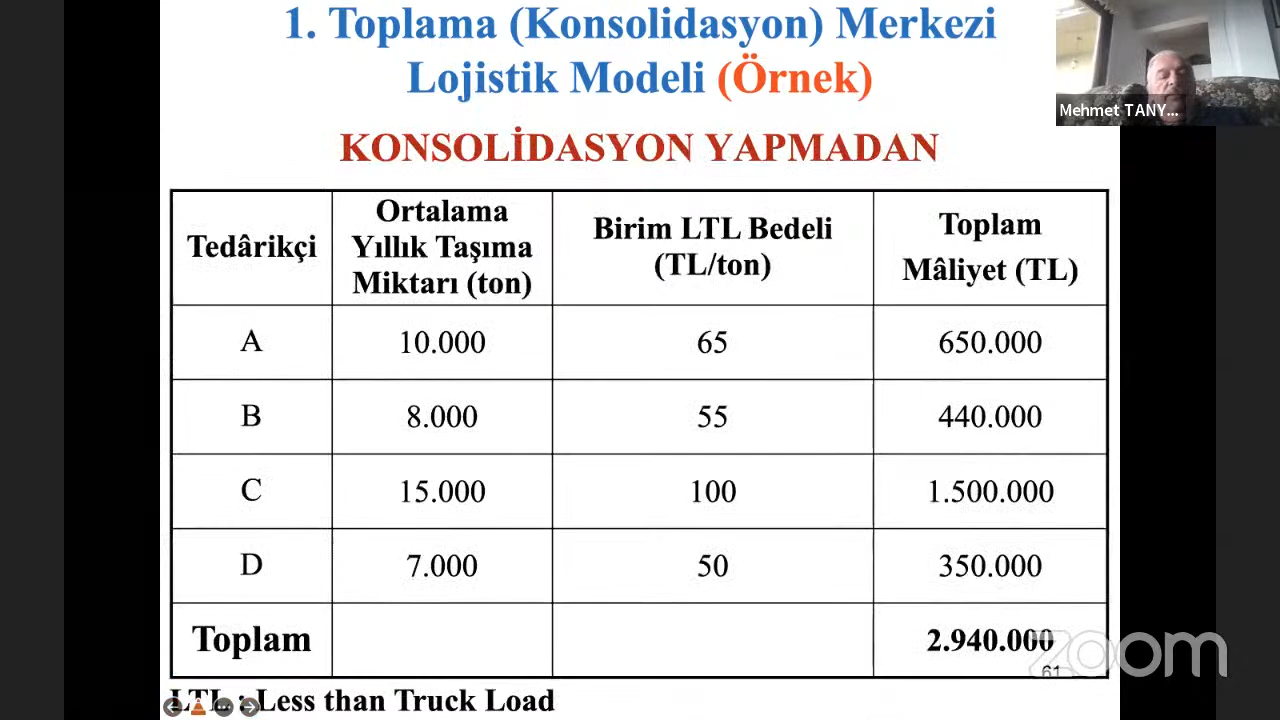 1. Toplama (Konsolidasyon) Merkezi
Lojistik Modeli (Örnek)
Mehmet TANY...
KONSOLİDASYON YAPMADAN
Tedârikçi
Ortalama
Yıllık Taşıma
Miktarı (ton)
Birim LTL Bedeli
(TL/ton)
Toplam
Mâliyet (TL)
A 10.000 65 650.000
B 8.000 55 440.000
C 15.000 100 1.500.000
D 7.000 50 350.000
Toplam 2.940.000
zoom
61
LTL : Less than Truck Load